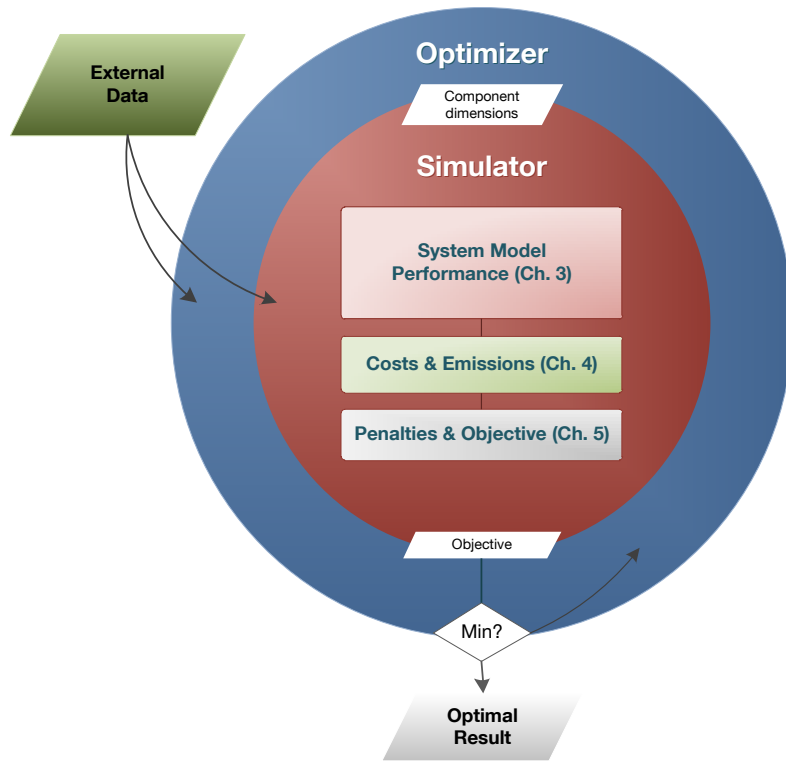 External
Data
Optimizer
Component
dimensions
Simulator
System Model
Performance (Ch. 3)
Costs & Emissions (Ch. 4)
Penalties & Objective (Ch. 5)
Objective
Min?
Optimal
Result